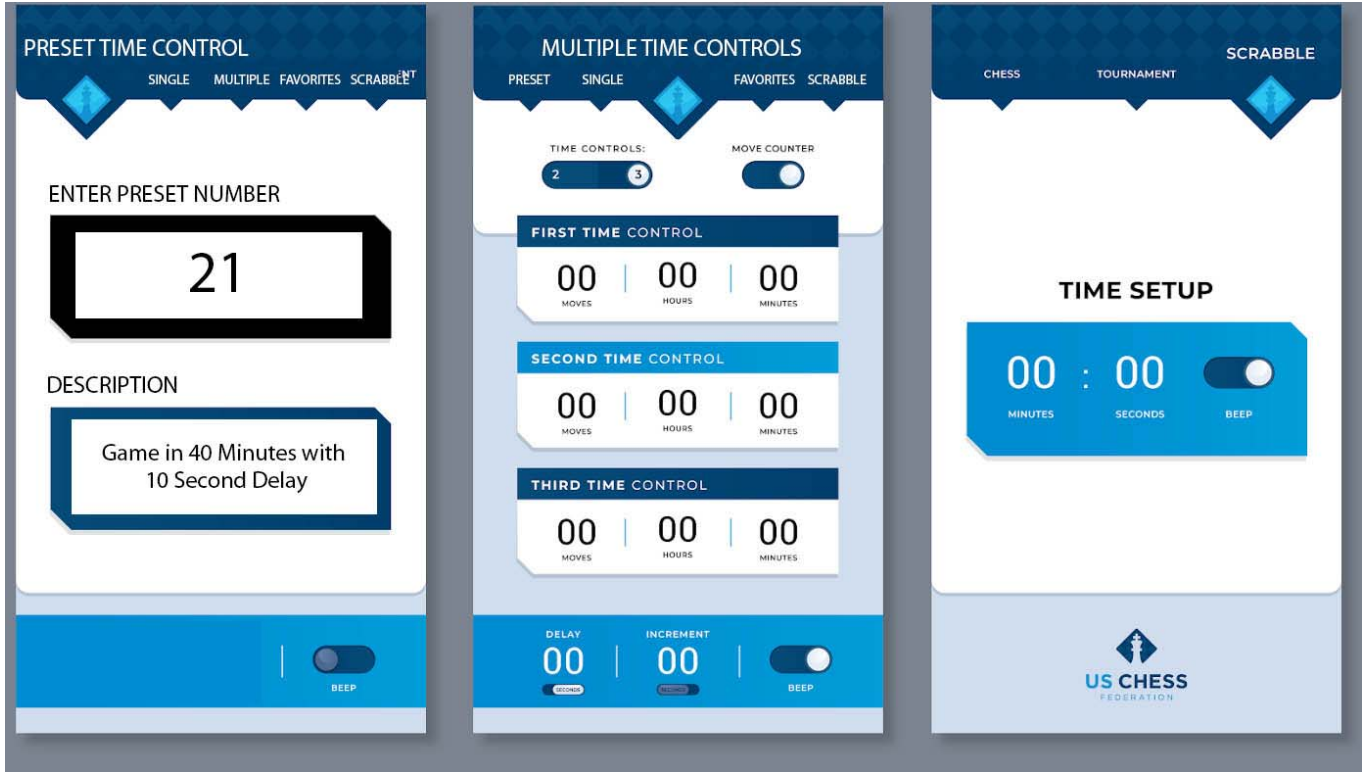 PRESET TIME CONTROL
SINGLE MULTIPLE FAVORITES SCRABBLE
ENTER PRESET NUMBER
21
DESCRIPTION
Game in 40 Minutes with
10 Second Delay
BEEP
MULTIPLE TIME CONTROLS
PRESET SINGLE FAVORITES SCRABBLE
TIME CONTROLS: MOVE COUNTER
2 3
FIRST TIME CONTROL
00 00 00
MOVES HOURS MINUTES
SECOND TIME CONTROL
00 00 00
MOVES HOURS MINUTES
THIRD TIME CONTROL
00 00 00
MOVES HOURS MINUTES
DELAY INCREMENT
00 00
SECONDS SECONDS BEEP
SCRABBLE
CHESS TOURNAMENT
TIME SETUP
00 : 00
MINUTES SECONDS BEEP
US CHESS
FEDERATION